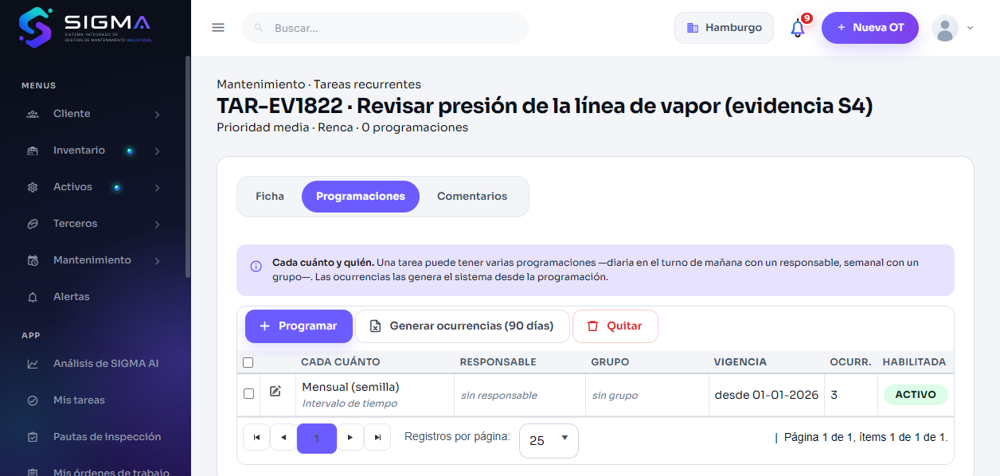 SIGMA
SISTEMA INTEGRADO DE
GESTIÓN DE MANTENIMIENTO INDUSTRIAL
Buscar...
Hamburgo
9
+ Nueva OT
MENUS
Cliente
Inventario
Activos
Terceros
Mantenimiento
Alertas
APP
Análisis de SIGMA AI
Mis tareas
Pautas de inspección
Mis órdenes de trabajo
Mantenimiento · Tareas recurrentes
TAR-EV1822 · Revisar presión de la línea de vapor (evidencia S4)
Prioridad media · Renca · 0 programaciones
Ficha
Programaciones
Comentarios
Cada cuánto y quién. Una tarea puede tener varias programaciones —diaria en el turno de mañana con un responsable, semanal con un
grupo—. Las ocurrencias las genera el sistema desde la programación.
+ Programar
Generar ocurrencias (90 días)
Quitar
CADA CUÁNTO RESPONSABLE GRUPO VIGENCIA OCURR. HABILITADA
Mensual (semilla)
Intervalo de tiempo
sin responsable
sin grupo
desde 01-01-2026
3
ACTIVO
1
Registros por página:
25
| Página 1 de 1, ítems 1 de 1 de 1.